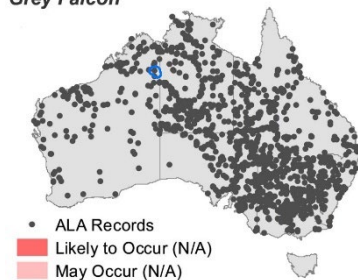 Grey Falcon
ALA Records
Likely to Occur (N/A)
May Occur (N/A)